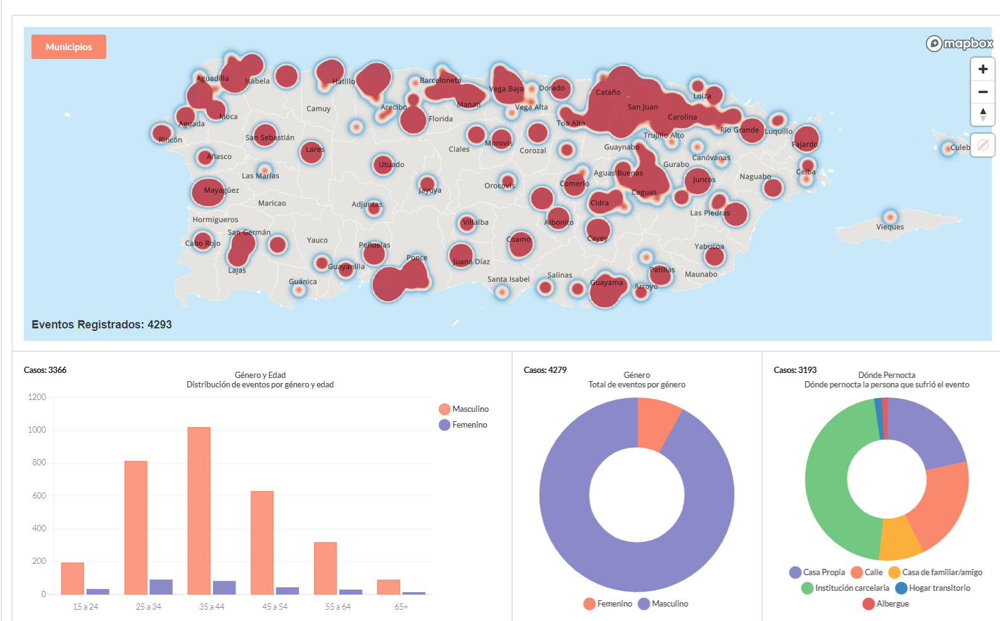 Municipios
mapbox
Aguadilla
Isabela
Hatillo
Barceloneta
Vega Baja
Dorado
Cataño
Loíza
Camuy
Arecibo
Manatí
Vega Alta
San Juan
Moca
Florida
Carolina
Aguada
Toa Alta
Rincón
San Sebastián
Morovis
Trujillo Alto
Río Grande
Luquillo
Fajardo
Lares
Ciales
Corozal
Guaynabo
Culeb
Añasco
Canóvanas
Utuado
Gurabo
Las Marías
Aguas Buenas
Naguabo
Ceiba
Mayagüez
Jayuya
Orocovis
Comerío
Caguas
Juncos
Maricao
Adjuntas
Cidra
Hormigueros
Villalba
Aibonito
Las Piedras
Vieques
San Germán
Cabo Rojo
Yauco
Peñuelas
Coamo
Cayey
Yabucoa
Lajas
Guayanilla
Ponce
Juana Díaz
Patillas
Maunabo
Guánica
Santa Isabel
Salinas
Guayama
Arroyo
Eventos Registrados: 4293
Casos: 3366
Género y Edad
Distribución de eventos por género y edad
1200
1000
800
600
400
200
0
15 a 24
25 a 34
35 a 44
45 a 54
55 a 64
65+
Masculino
Femenino
Casos: 4279
Género
Total de eventos por género
Femenino
Masculino
Casos: 3193
Dónde Pernocta
Dónde pernocta la persona que sufrió el evento
Casa Propia
Calle
Casa de familiar/amigo
Institución carcelaria
Hogar transitorio
Albergue